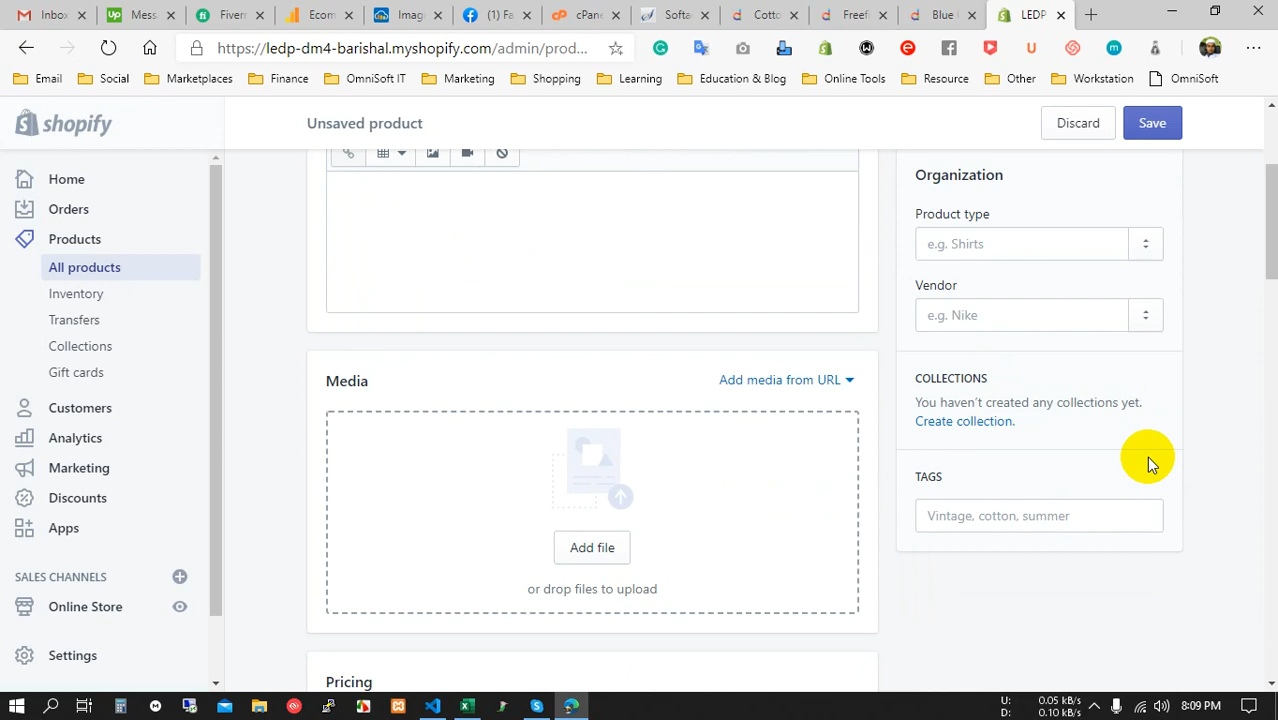 Inbox
Mess
Fiverr
Ecom
Imag
(1) Fa
cPane
Softa
Cotto
Freefi
Blue
LEDP
https://ledp-dm4-barishal.myshopify.com/admin/prod...
Email Social Marketplaces Finance OmniSoft IT Marketing Shopping Learning Education & Blog Online Tools Resource Other Workstation OmniSoft
shopify
Unsaved product
Discard
Save
Home
Orders
Products
All products
Inventory
Transfers
Collections
Gift cards
Customers
Analytics
Marketing
Discounts
Apps
SALES CHANNELS
Online Store
Settings
Media
Add media from URL
Add file
or drop files to upload
Pricing
Organization
Product type
e.g. Shirts
Vendor
e.g. Nike
COLLECTIONS
You haven't created any collections yet.
Create collection.
TAGS
Vintage, cotton, summer
U: 0.05 kB/s
D: 0.10 kB/s
8:09 PM